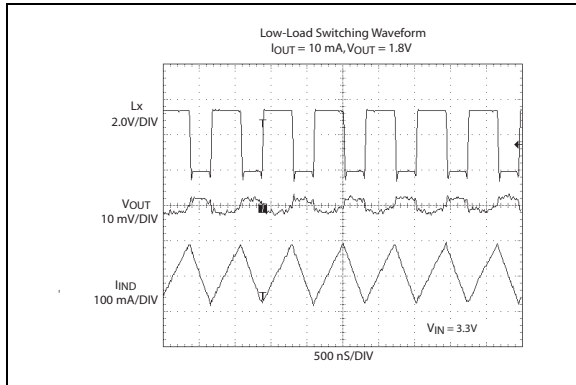 Low-Load Switching Waveform
IOUT = 10 mA, VOUT = 1.8V
Lx
2.0V/DIV
VOUT
10 mV/DIV
IIND
100 mA/DIV
VIN = 3.3V
500 nS/DIV